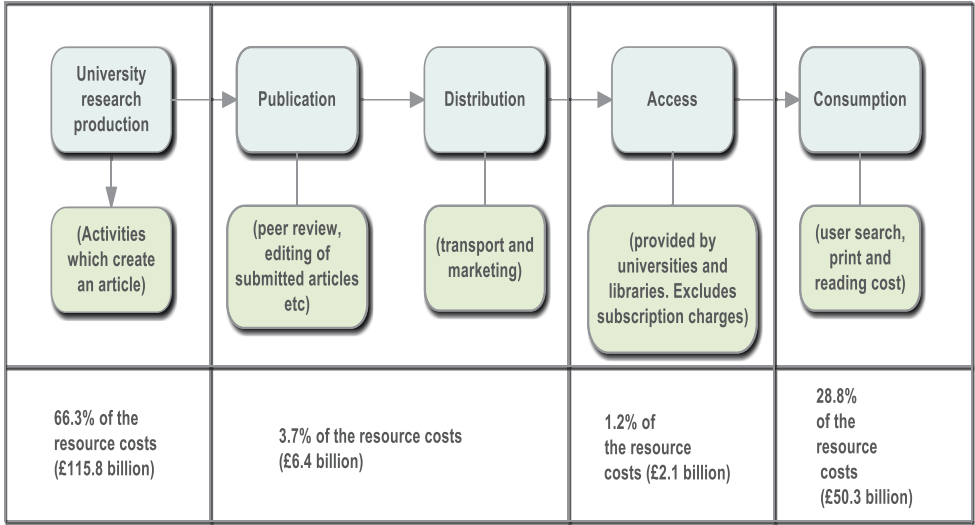 University
research
production
Publication
Distribution
Access
Consumption
(Activities
which create
an article)
(peer review,
editing of
submitted articles
etc)
(transport and
marketing)
(provided by
universities and
libraries. Excludes
subscription charges)
(user search,
print and
reading cost)
66.3% of the
resource costs
(£115.8 billion)
3.7% of the resource costs
(£6.4 billion)
1.2% of
the resource
costs (£2.1 billion)
28.8%
of the
resource
costs
(£50.3 billion)